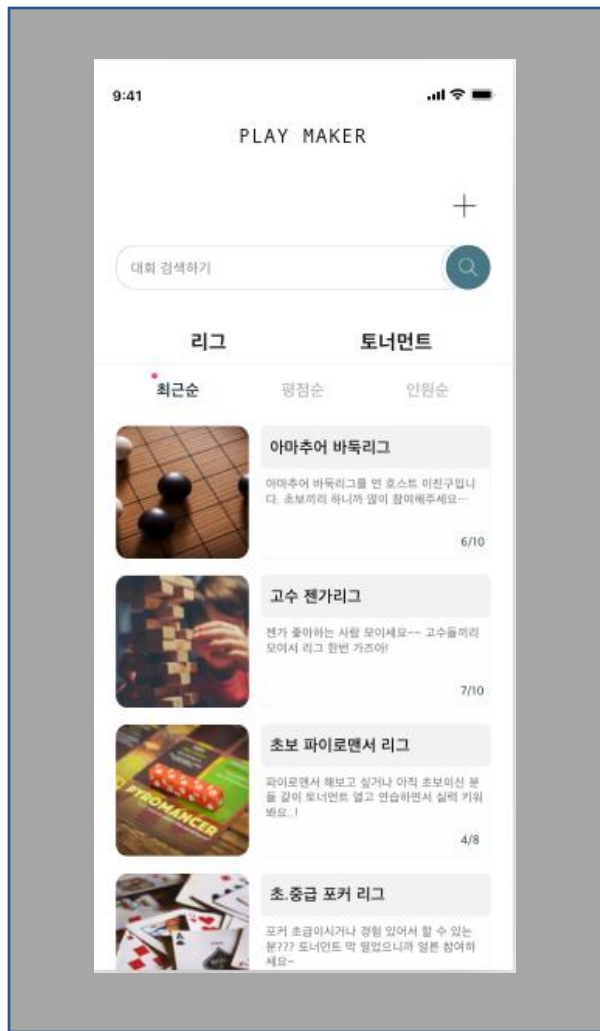 9:41
PLAY MAKER
대회 검색하기
리그
토너먼트
최근순
평점순
인원순
아마추어 바둑리그
아마추어 바둑리그를 연 호스트 이친구입니
다. 초보끼리 하니까 많이 참여해주세요…
6/10
고수 젠가리그
젠가 좋아하는 사람 모이세요~~ 고수들끼리
모여서 리그 한번 가즈아!
7/10
초보 파이로맨서 리그
파이로맨서 해보고 싶거나 아직 초보이신 분
들 같이 토너먼트 열고 연습하면서 실력 키워
봐요..!
4/8
PYROMANCER
초.중급 포커 리그
포커 초급이시거나 경험 있어서 할 수 있는
분??? 토너먼트 막 열었으니까 얼른 참여하
세요~